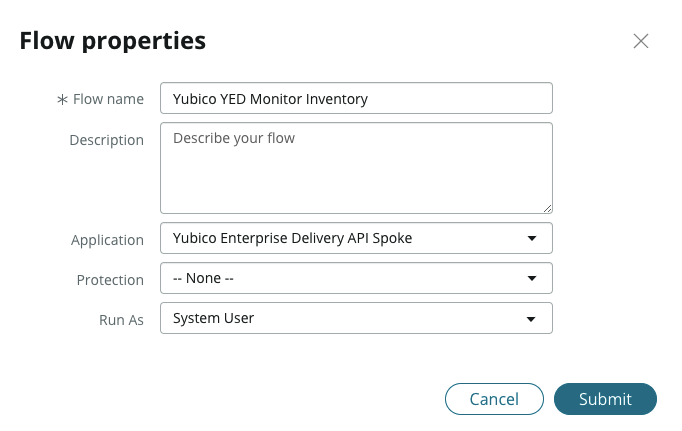 Flow properties
✳ Flow name
Yubico YED Monitor Inventory
Description
Describe your flow
Application
Yubico Enterprise Delivery API Spoke
Protection
-- None --
Run As
System User
Cancel
Submit